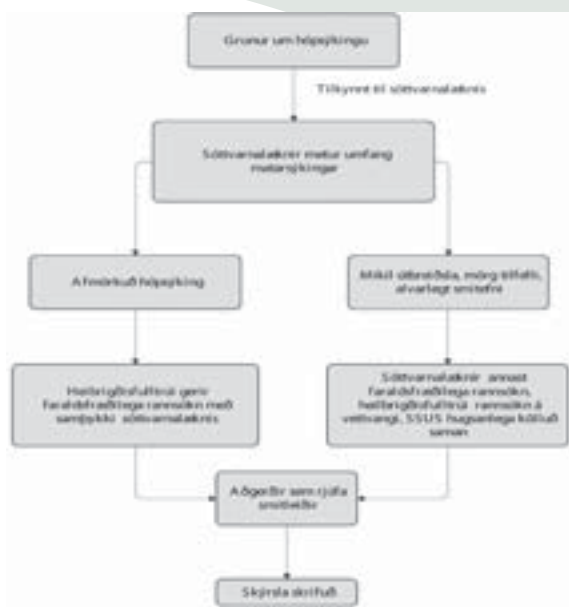 Grunur um hópsýkingu
Tilkynnt til sóttvarnalæknis
Sóttvarnalæknir metur umfang
matarsýkingar
Afmörkuð hópsýking
Mikil útbreiðsla, mörg tilfelli,
alvarlegt smitefni
Heilbrigðisfulltrúi gerir
faraldsfræðilega rannsókn með
samþykki sóttvarnalæknis
Sóttvarnalæknir annast
faraldsfræðilega rannsókn,
heilbrigðisfulltrúi rannsókn á
vettvangi, SSUS hugsanlega kölluð
saman
Aðgerðir sem rjúfa
smitleiðir
Skýrsla skrifuð